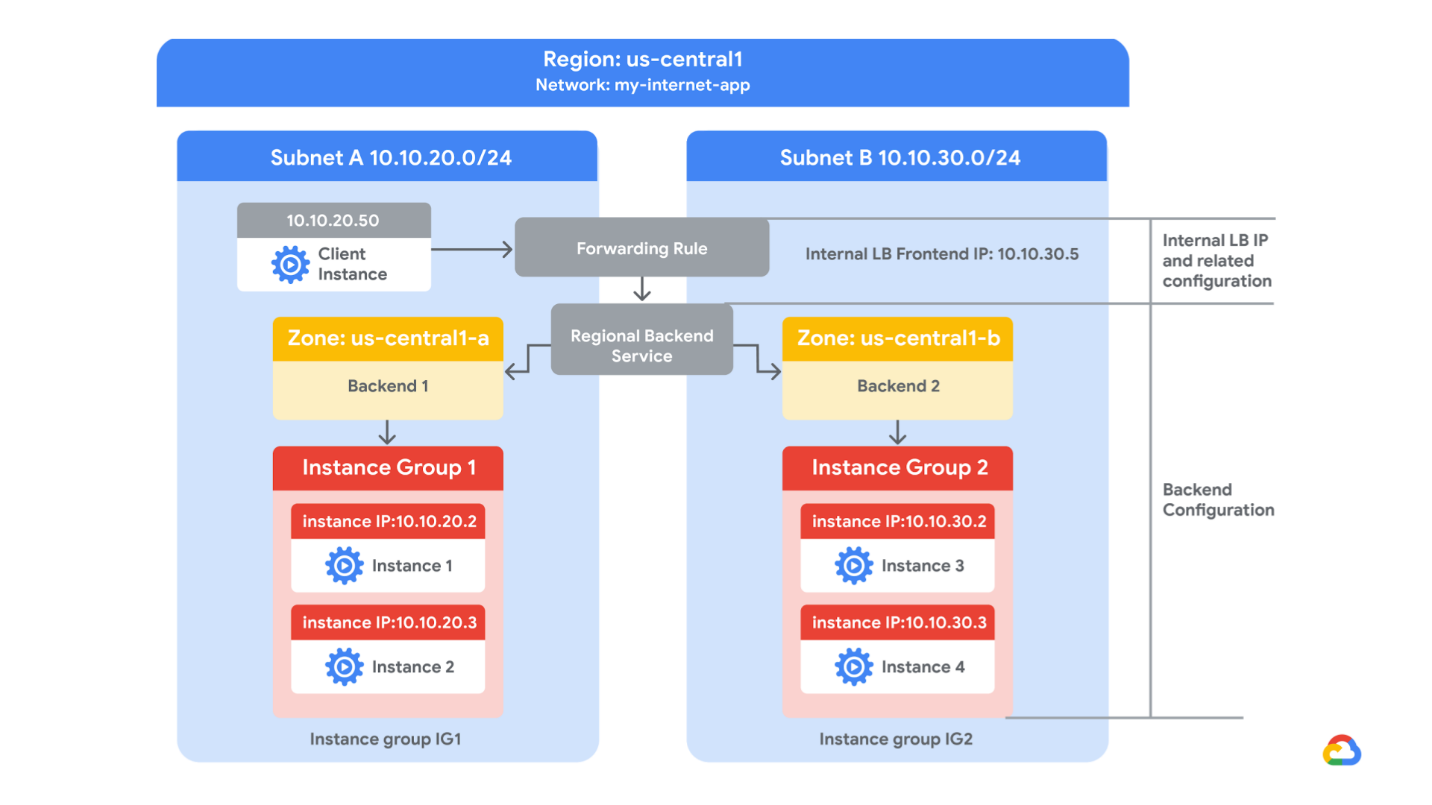 Region: us-central1
Network: my-internet-app
Subnet A 10.10.20.0/24
Subnet B 10.10.30.0/24
10.10.20.50
Client
Instance
Forwarding Rule
Internal LB Frontend IP: 10.10.30.5
Internal LB IP
and related
configuration
Regional Backend
Service
Zone: us-central1-a
Backend 1
Zone: us-central1-b
Backend 2
Instance Group 1
instance IP:10.10.20.2
Instance 1
instance IP:10.10.20.3
Instance 2
Instance group IG1
Instance Group 2
instance IP:10.10.30.2
Instance 3
instance IP:10.10.30.3
Instance 4
Instance group IG2
Backend
Configuration